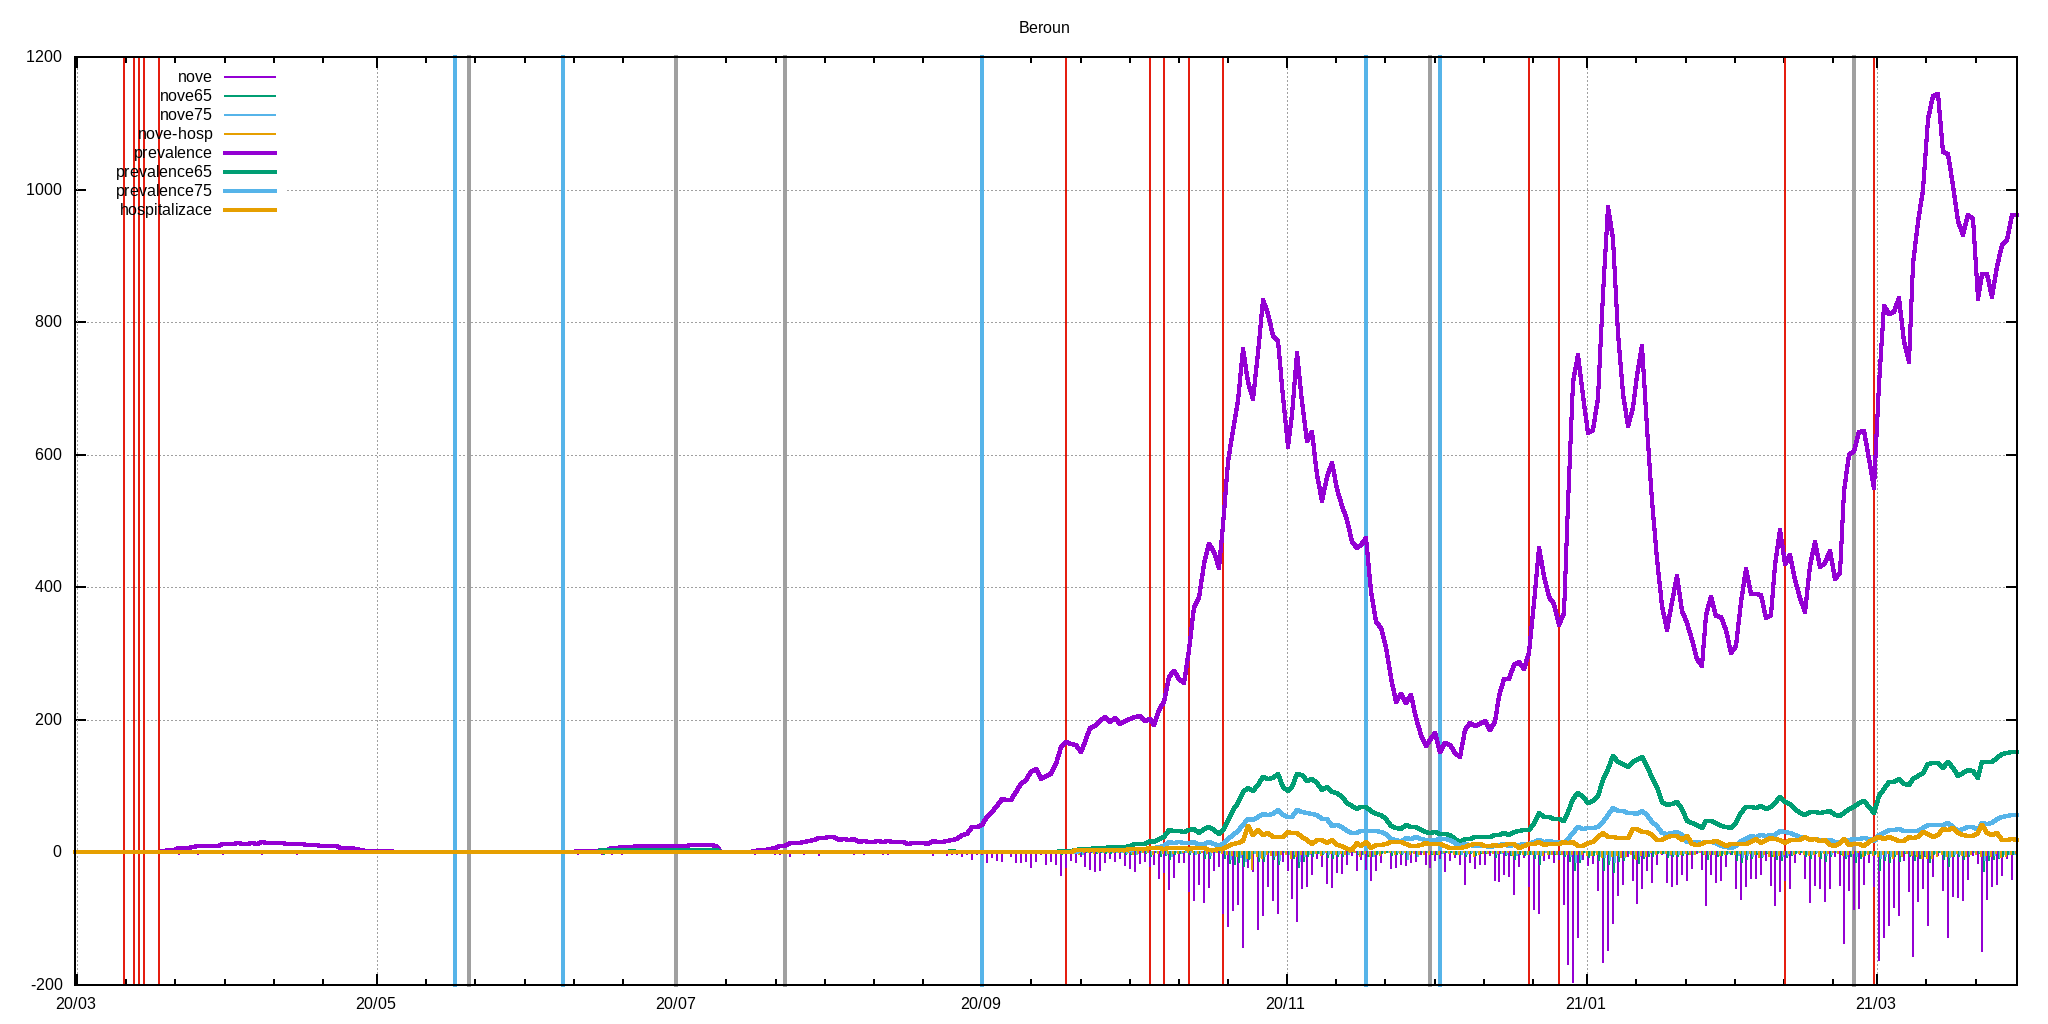 Beroun
1200
1000
800
600
400
200
0
-200
nove
nove65
nove75
nove-hosp
prevalence
prevalence65
prevalence75
hospitalizace
20/03 20/05 20/07 20/09 20/11 21/01 21/03